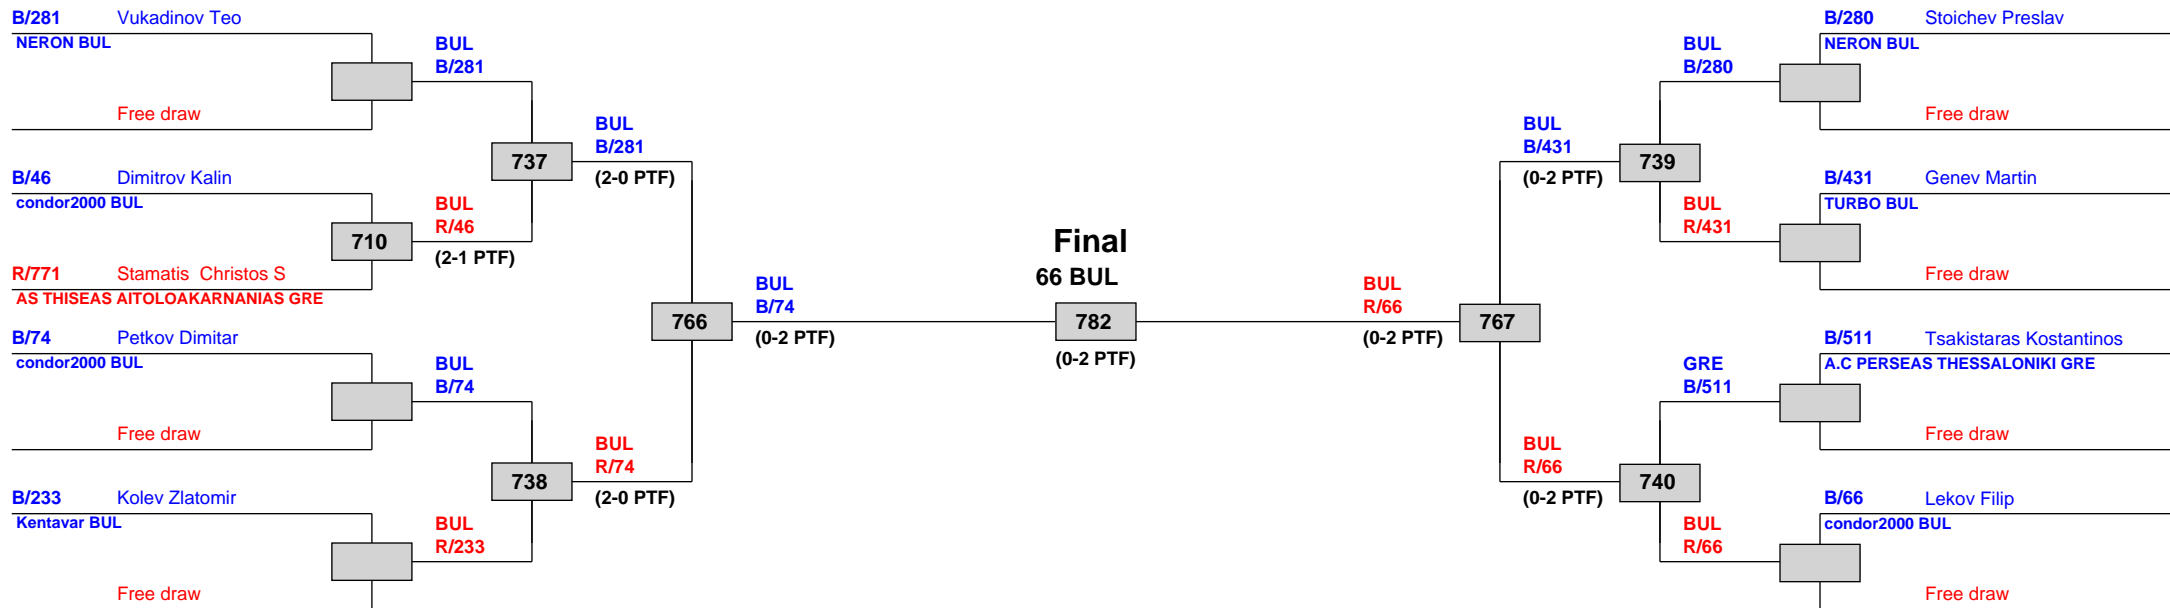 B/281 Vukadinov Teo
NERON BUL
Free draw
B/46 Dimitrov Kalin
condor2000 BUL
R/771 Stamatis  Christos S
AS THISEAS AITOLOAKARNANIAS GRE
B/74 Petkov Dimitar
condor2000 BUL
Free draw
B/233 Kolev Zlatomir
Kentavar BUL
Free draw
710
BUL
B/281
BUL
R/46
(2-1 PTF)
BUL
B/74
BUL
R/233
737
738
BUL
B/281
(2-0 PTF)
BUL
R/74
(2-0 PTF)
766
BUL
B/74
(0-2 PTF)
Final
66 BUL
782
(0-2 PTF)
BUL
R/66
(0-2 PTF)
767
BUL
B/431
(0-2 PTF)
BUL
R/66
(0-2 PTF)
739
740
BUL
B/280
BUL
R/431
GRE
B/511
BUL
R/66
B/280 Stoichev Preslav
NERON BUL
Free draw
B/431 Genev Martin
TURBO BUL
Free draw
B/511 Tsakistaras Kostantinos
A.C PERSEAS THESSALONIKI GRE
Free draw
B/66 Lekov Filip
condor2000 BUL
Free draw